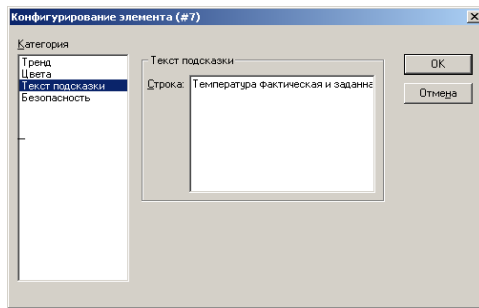 Конфигурирование элемента (#7)
Категория
Тренд
Цвета
Текст подсказки
Безопасность
Текст подсказки
Строка: Температура фактическая и заданна
OK
Отмена